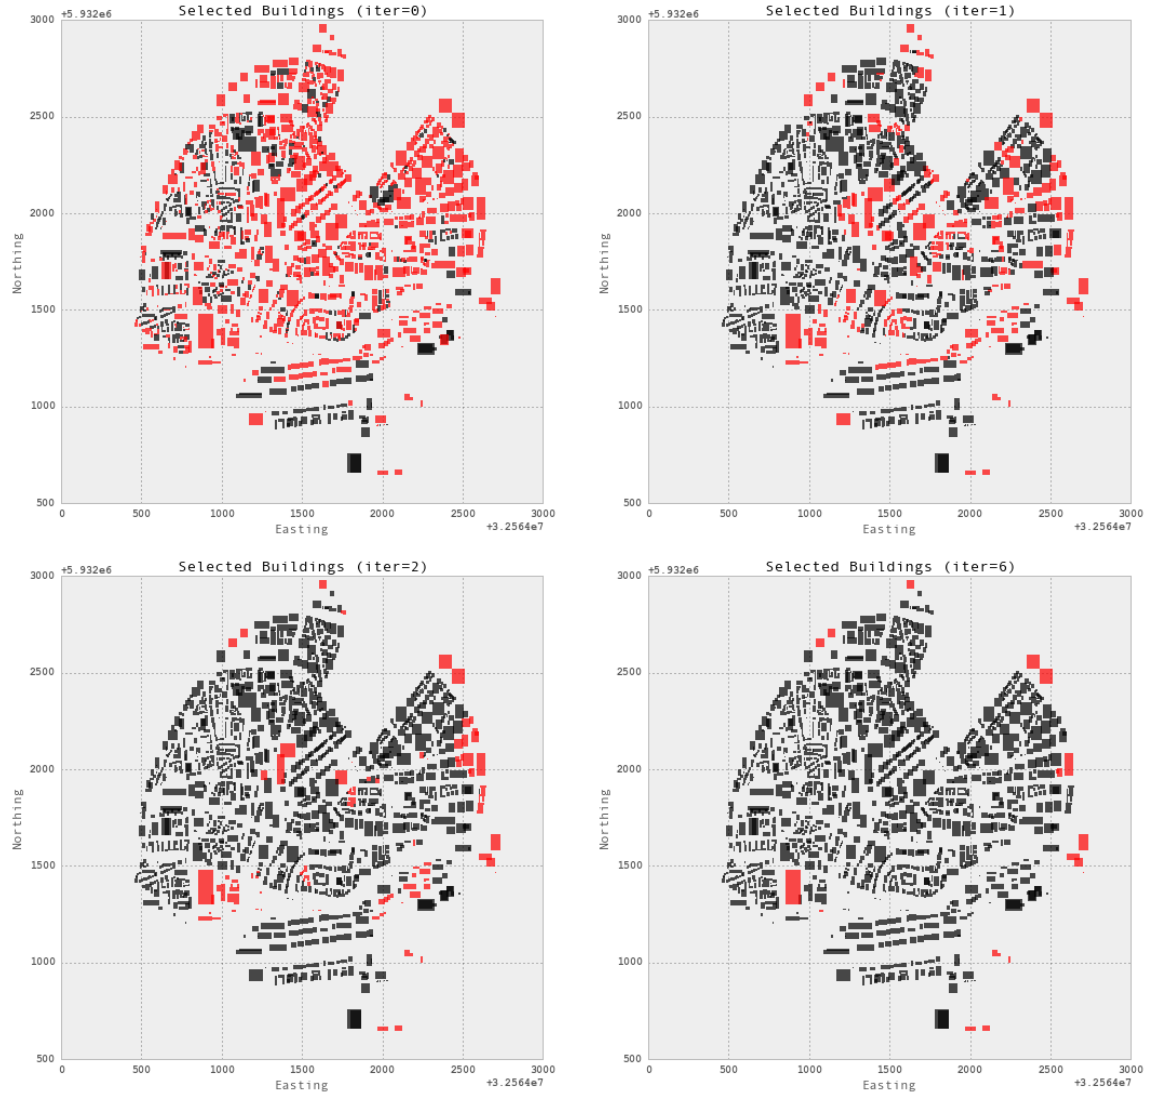 Selected Buildings (iter=0)
+5.932e6
3000
2500
2000
1500
1000
500
Northing
0 500 1000 1500 2000 2500 3000
+3.2564e7
Easting
Selected Buildings (iter=1)
+5.932e6
3000
2500
2000
1500
1000
500
Northing
0 500 1000 1500 2000 2500 3000
+3.2564e7
Easting
Selected Buildings (iter=2)
+5.932e6
3000
2500
2000
1500
1000
500
Northing
0 500 1000 1500 2000 2500 3000
+3.2564e7
Easting
Selected Buildings (iter=6)
+5.932e6
3000
2500
2000
1500
1000
500
Northing
0 500 1000 1500 2000 2500 3000
+3.2564e7
Easting